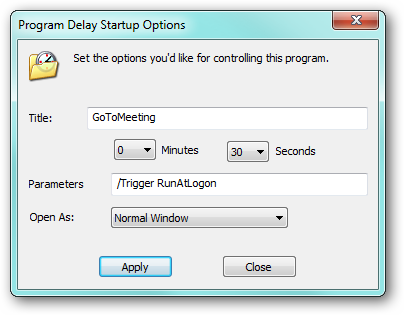 Program Delay Startup Options
Set the options you'd like for controlling this program.
Title: GoToMeeting
0 Minutes 30 Seconds
Parameters /Trigger RunAtLogon
Open As: Normal Window
Apply Close